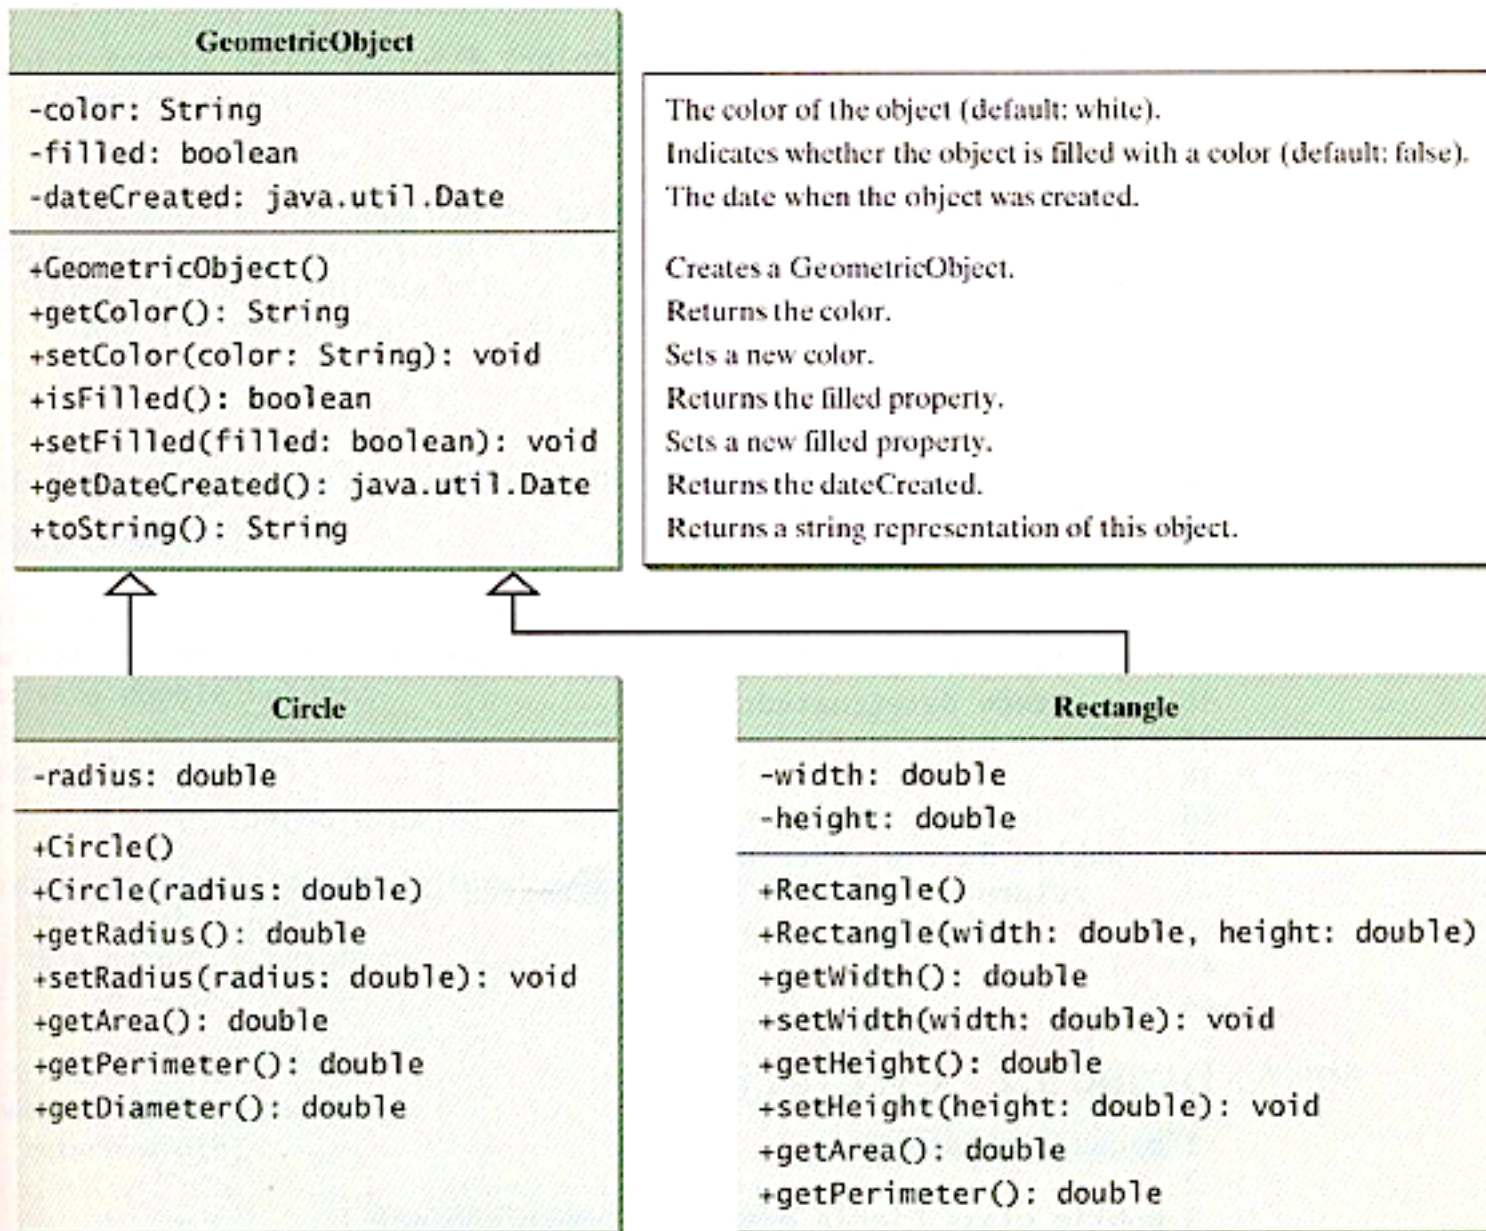 GeometricObject
-color: String
-filled: boolean
-dateCreated: java.util.Date
+GeometricObject()
+getColor(): String
+setColor(color: String): void
+isFilled(): boolean
+setFilled(filled: boolean): void
+getDateCreated(): java.util.Date
+toString(): String
The color of the object (default: white).
Indicates whether the object is filled with a color (default: false).
The date when the object was created.
Creates a GeometricObject.
Returns the color.
Sets a new color.
Returns the filled property.
Sets a new filled property.
Returns the dateCreated.
Returns a string representation of this object.
Circle
-radius: double
+Circle()
+Circle(radius: double)
+getRadius(): double
+setRadius(radius: double): void
+getArea(): double
+getPerimeter(): double
+getDiameter(): double
Rectangle
-width: double
-height: double
+Rectangle()
+Rectangle(width: double, height: double)
+getWidth(): double
+setWidth(width: double): void
+getHeight(): double
+setHeight(height: double): void
+getArea(): double
+getPerimeter(): double